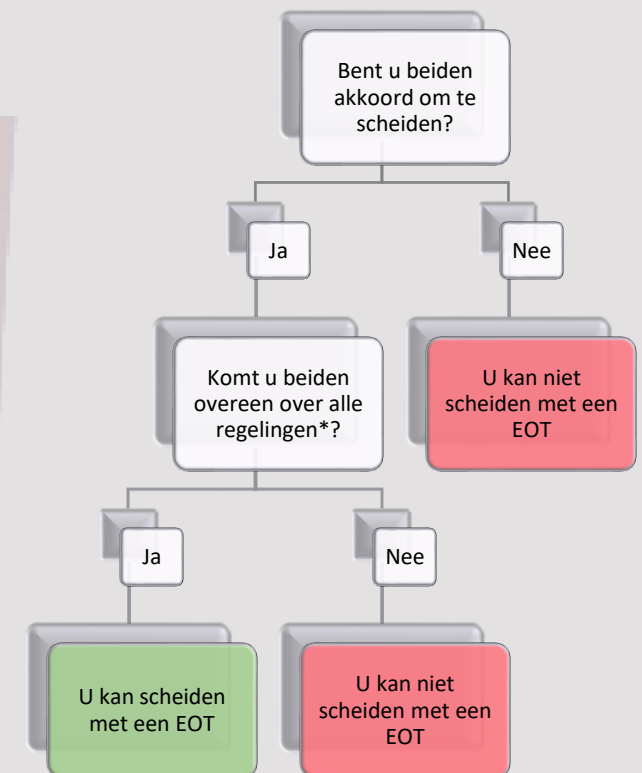 Bent u beiden
akkoord om te
scheiden?
Ja
Nee
Komt u beiden
overeen over alle
regelingen*?
U kan niet
scheiden met een
EOT
Ja
Nee
U kan scheiden
met een EOT
U kan niet
scheiden met een
EOT